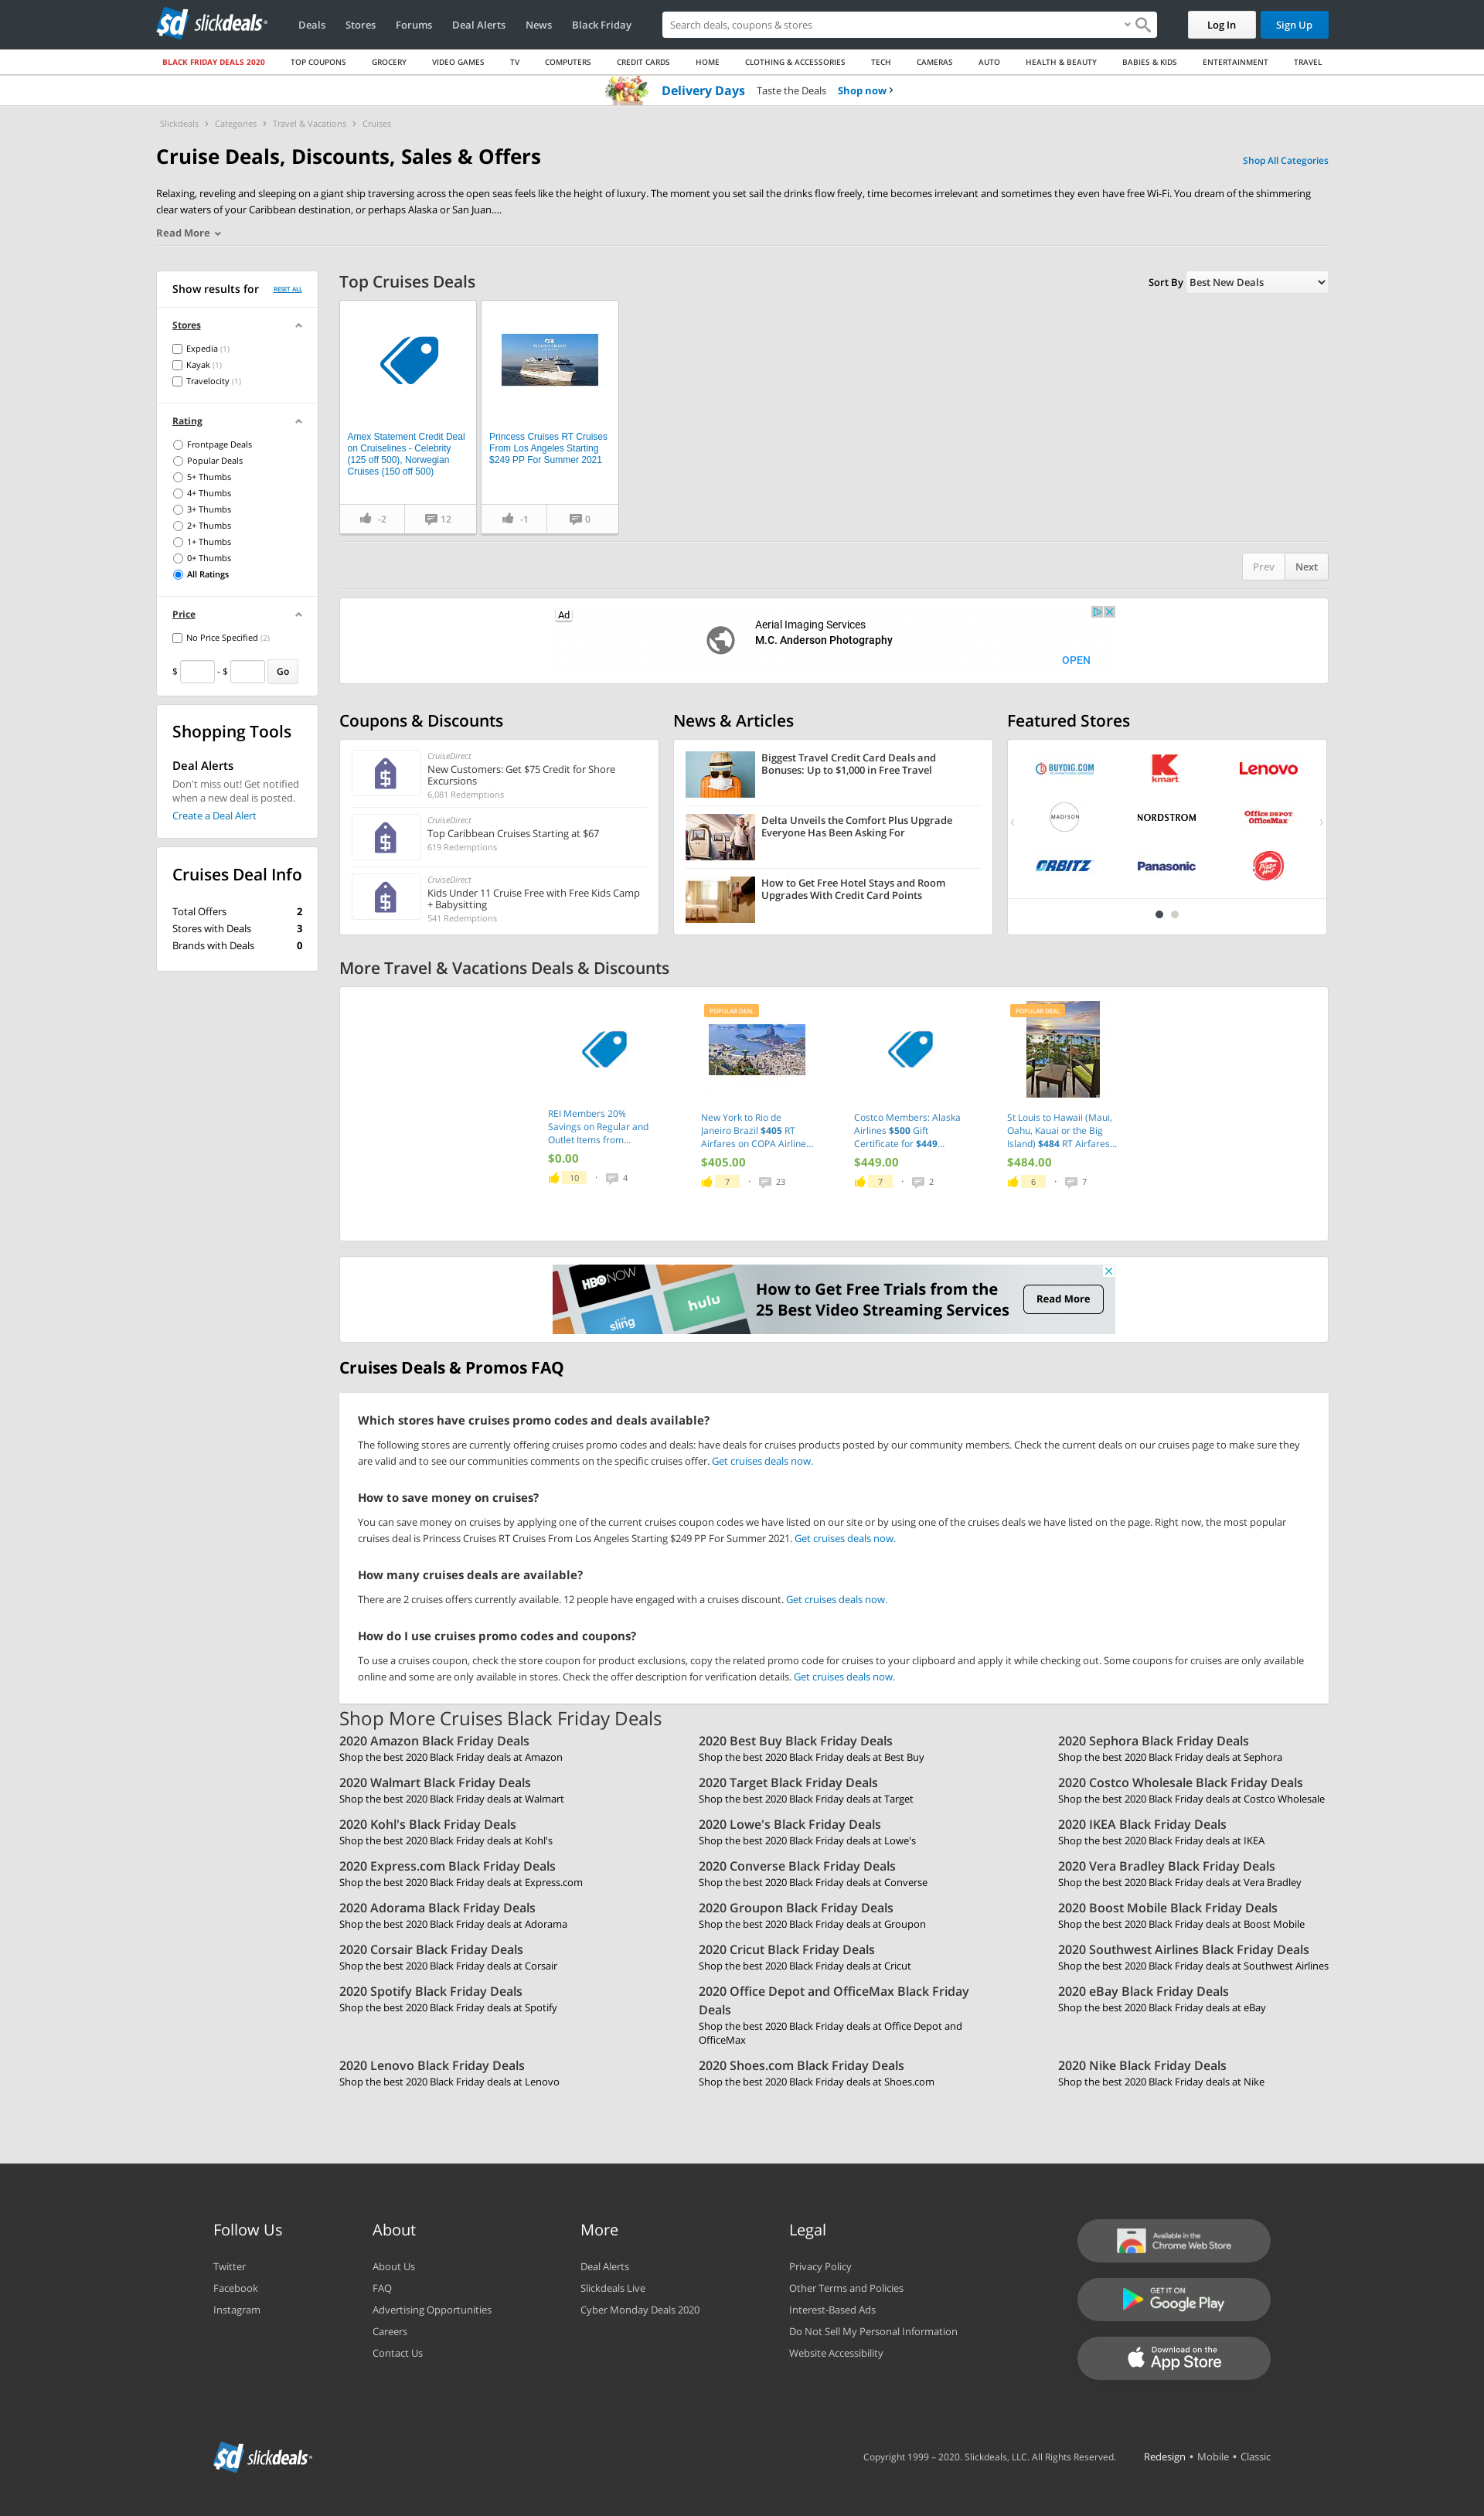 sd slickdeals
Deals Stores Forums Deal Alerts News Black Friday
Search deals, coupons & stores
Log In Sign Up
BLACK FRIDAY DEALS 2020 TOP COUPONS GROCERY VIDEO GAMES TV COMPUTERS CREDIT CARDS HOME CLOTHING & ACCESSORIES TECH CAMERAS AUTO HEALTH & BEAUTY BABIES & KIDS ENTERTAINMENT TRAVEL
Delivery Days Taste the Deals Shop now ›
Slickdeals › Categories › Travel & Vacations › Cruises
Cruise Deals, Discounts, Sales & Offers
Shop All Categories
Relaxing, reveling and sleeping on a giant ship traversing across the open seas feels like the height of luxury. The moment you set sail the drinks flow freely, time becomes irrelevant and sometimes they even have free Wi-Fi. You dream of the shimmering
clear waters of your Caribbean destination, or perhaps Alaska or San Juan....
Read More
Show results for RESET ALL
Stores
Expedia (1)
Kayak (1)
Travelocity (1)
Rating
Frontpage Deals
Popular Deals
5+ Thumbs
4+ Thumbs
3+ Thumbs
2+ Thumbs
1+ Thumbs
0+ Thumbs
All Ratings
Price
No Price Specified (2)
$ - $ Go
Shopping Tools
Deal Alerts
Don't miss out! Get notified
when a new deal is posted.
Create a Deal Alert
Cruises Deal Info
Total Offers 2
Stores with Deals 3
Brands with Deals 0
Top Cruises Deals
Sort By Best New Deals
Amex Statement Credit Deal
on Cruiselines - Celebrity
(125 off 500), Norwegian
Cruises (150 off 500)
-2 12
Princess Cruises RT Cruises
From Los Angeles Starting
$249 PP For Summer 2021
-1 0
Prev Next
Ad
Aerial Imaging Services
M.C. Anderson Photography
OPEN
Coupons & Discounts
CruiseDirect
New Customers: Get $75 Credit for Shore
Excursions
6,081 Redemptions
CruiseDirect
Top Caribbean Cruises Starting at $67
619 Redemptions
CruiseDirect
Kids Under 11 Cruise Free with Free Kids Camp
+ Babysitting
541 Redemptions
News & Articles
Biggest Travel Credit Card Deals and
Bonuses: Up to $1,000 in Free Travel
Delta Unveils the Comfort Plus Upgrade
Everyone Has Been Asking For
How to Get Free Hotel Stays and Room
Upgrades With Credit Card Points
Featured Stores
BUYDIG.COM
K kmart
Lenovo
MADISON
NORDSTROM
Office DEPOT
OfficeMax
ORBITZ
Panasonic
Pizza Hut
More Travel & Vacations Deals & Discounts
REI Members 20%
Savings on Regular and
Outlet Items from...
$0.00
10 · 4
POPULAR DEAL
New York to Rio de
Janeiro Brazil $405 RT
Airfares on COPA Airline...
$405.00
7 · 23
Costco Members: Alaska
Airlines $500 Gift
Certificate for $449...
$449.00
7 · 2
POPULAR DEAL
St Louis to Hawaii (Maui,
Oahu, Kauai or the Big
Island) $484 RT Airfares...
$484.00
6 · 7
HBO NOW
sling
hulu
How to Get Free Trials from the
25 Best Video Streaming Services
Read More
Cruises Deals & Promos FAQ
Which stores have cruises promo codes and deals available?
The following stores are currently offering cruises promo codes and deals: have deals for cruises products posted by our community members. Check the current deals on our cruises page to make sure they
are valid and to see our communities comments on the specific cruises offer. Get cruises deals now.
How to save money on cruises?
You can save money on cruises by applying one of the current cruises coupon codes we have listed on our site or by using one of the cruises deals we have listed on the page. Right now, the most popular
cruises deal is Princess Cruises RT Cruises From Los Angeles Starting $249 PP For Summer 2021. Get cruises deals now.
How many cruises deals are available?
There are 2 cruises offers currently available. 12 people have engaged with a cruises discount. Get cruises deals now.
How do I use cruises promo codes and coupons?
To use a cruises coupon, check the store coupon for product exclusions, copy the related promo code for cruises to your clipboard and apply it while checking out. Some coupons for cruises are only available
online and some are only available in stores. Check the offer description for verification details. Get cruises deals now.
Shop More Cruises Black Friday Deals
2020 Amazon Black Friday Deals
Shop the best 2020 Black Friday deals at Amazon
2020 Best Buy Black Friday Deals
Shop the best 2020 Black Friday deals at Best Buy
2020 Sephora Black Friday Deals
Shop the best 2020 Black Friday deals at Sephora
2020 Walmart Black Friday Deals
Shop the best 2020 Black Friday deals at Walmart
2020 Target Black Friday Deals
Shop the best 2020 Black Friday deals at Target
2020 Costco Wholesale Black Friday Deals
Shop the best 2020 Black Friday deals at Costco Wholesale
2020 Kohl's Black Friday Deals
Shop the best 2020 Black Friday deals at Kohl's
2020 Lowe's Black Friday Deals
Shop the best 2020 Black Friday deals at Lowe's
2020 IKEA Black Friday Deals
Shop the best 2020 Black Friday deals at IKEA
2020 Express.com Black Friday Deals
Shop the best 2020 Black Friday deals at Express.com
2020 Converse Black Friday Deals
Shop the best 2020 Black Friday deals at Converse
2020 Vera Bradley Black Friday Deals
Shop the best 2020 Black Friday deals at Vera Bradley
2020 Adorama Black Friday Deals
Shop the best 2020 Black Friday deals at Adorama
2020 Groupon Black Friday Deals
Shop the best 2020 Black Friday deals at Groupon
2020 Boost Mobile Black Friday Deals
Shop the best 2020 Black Friday deals at Boost Mobile
2020 Corsair Black Friday Deals
Shop the best 2020 Black Friday deals at Corsair
2020 Cricut Black Friday Deals
Shop the best 2020 Black Friday deals at Cricut
2020 Southwest Airlines Black Friday Deals
Shop the best 2020 Black Friday deals at Southwest Airlines
2020 Spotify Black Friday Deals
Shop the best 2020 Black Friday deals at Spotify
2020 Office Depot and OfficeMax Black Friday
Deals
Shop the best 2020 Black Friday deals at Office Depot and
OfficeMax
2020 eBay Black Friday Deals
Shop the best 2020 Black Friday deals at eBay
2020 Lenovo Black Friday Deals
Shop the best 2020 Black Friday deals at Lenovo
2020 Shoes.com Black Friday Deals
Shop the best 2020 Black Friday deals at Shoes.com
2020 Nike Black Friday Deals
Shop the best 2020 Black Friday deals at Nike
Follow Us
Twitter
Facebook
Instagram
About
About Us
FAQ
Advertising Opportunities
Careers
Contact Us
More
Deal Alerts
Slickdeals Live
Cyber Monday Deals 2020
Legal
Privacy Policy
Other Terms and Policies
Interest-Based Ads
Do Not Sell My Personal Information
Website Accessibility
Available in the
Chrome Web Store
GET IT ON
Google Play
Download on the
App Store
sd slickdeals
Copyright 1999 – 2020. Slickdeals, LLC. All Rights Reserved. Redesign • Mobile • Classic